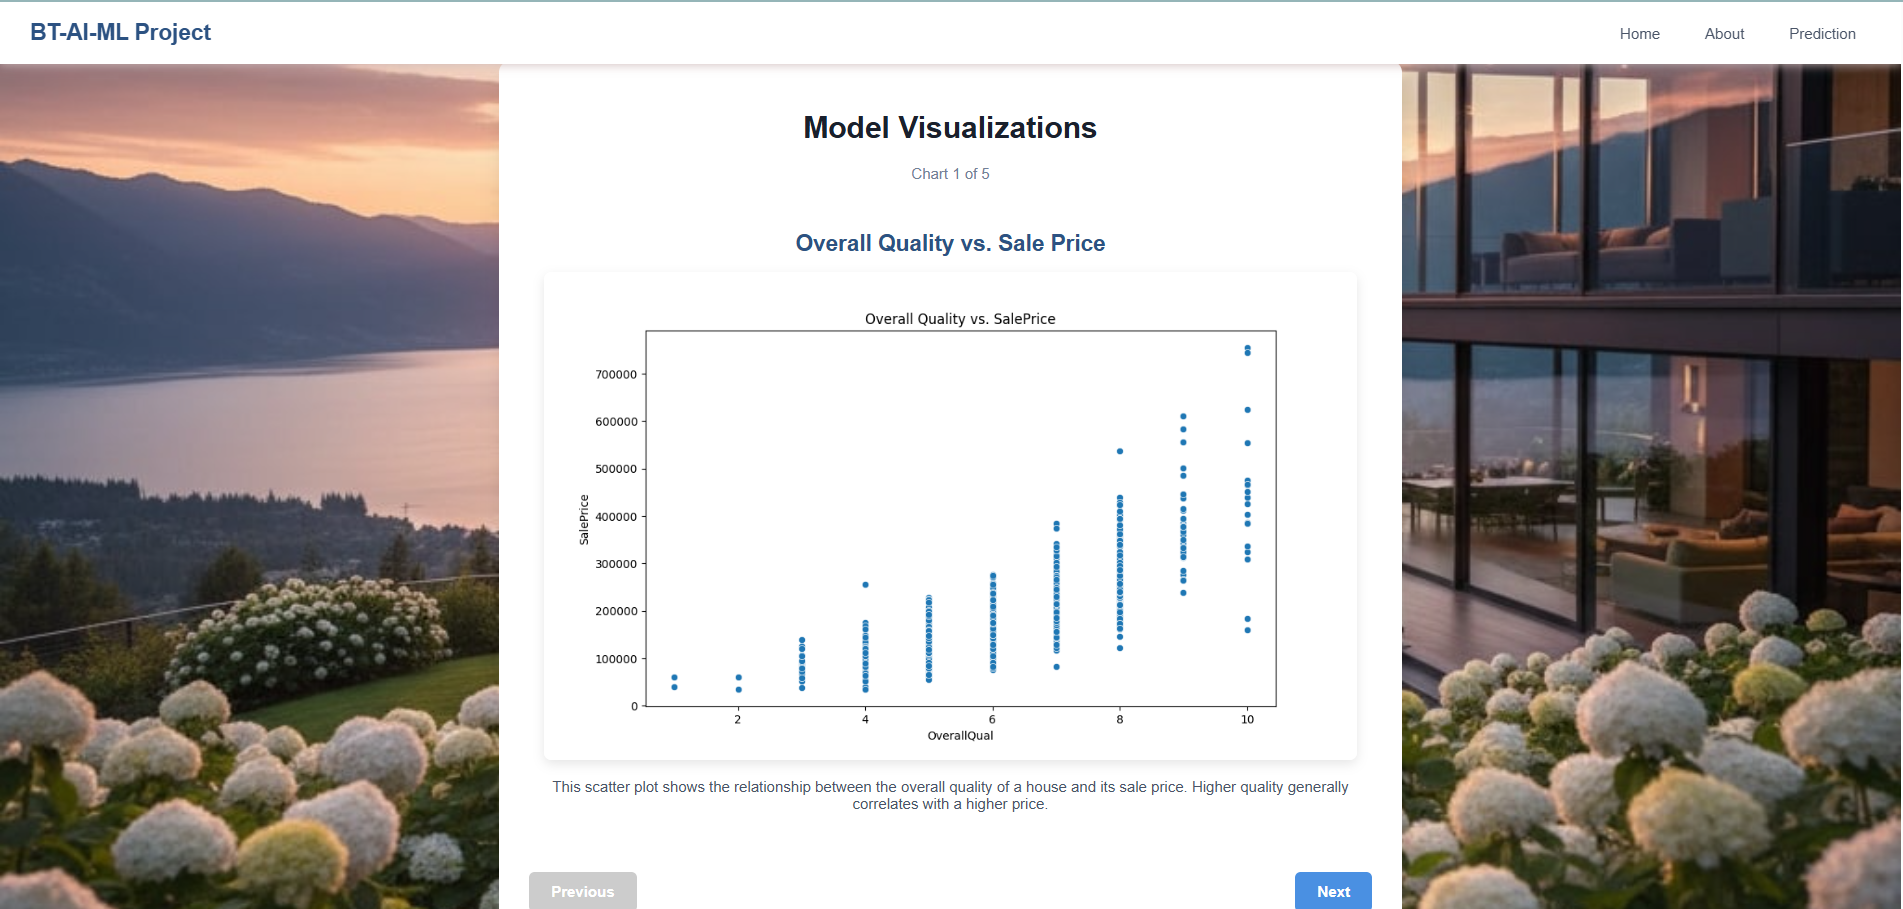 BT-AI-ML Project
Home About Prediction
Model Visualizations
Chart 1 of 5
Overall Quality vs. Sale Price
Overall Quality vs. SalePrice
700000
600000
500000
400000
300000
200000
100000
0
SalePrice
2 4 6 8 10
OverallQual
This scatter plot shows the relationship between the overall quality of a house and its sale price. Higher quality generally
correlates with a higher price.
Previous Next